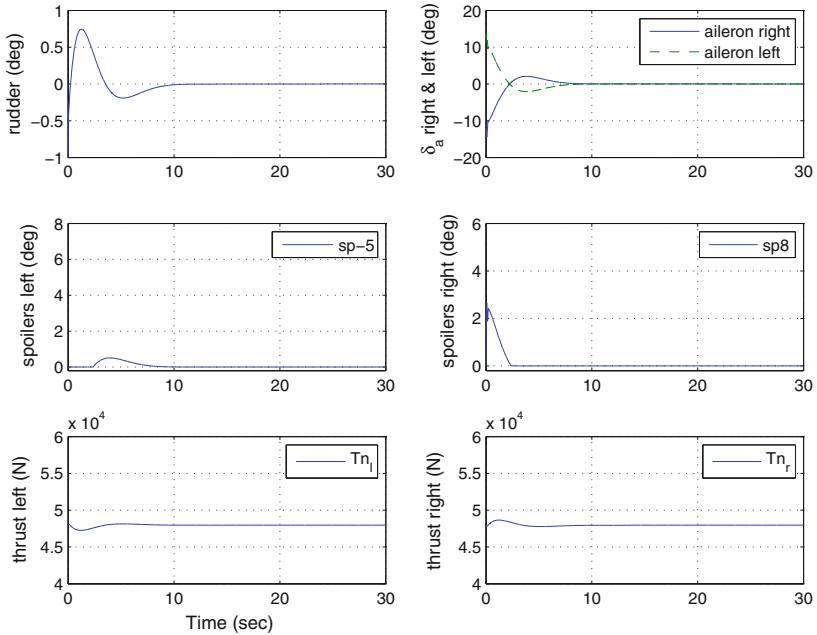 1
0.5
0
−0.5
−1
rudder (deg)
0 10 20 30
20
10
0
−10
−20
δa right & left (deg)
aileron right
aileron left
0 10 20 30
8
6
4
2
0
spoilers left (deg)
sp−5
0 10 20 30
6
4
2
0
spoilers right (deg)
sp8
0 10 20 30
x 10^4
6
5.5
5
4.5
4
thrust left (N)
Tn_l
0 10 20 30
Time (sec)
x 10^4
6
5.5
5
4.5
4
thrust right (N)
Tn_r
0 10 20 30